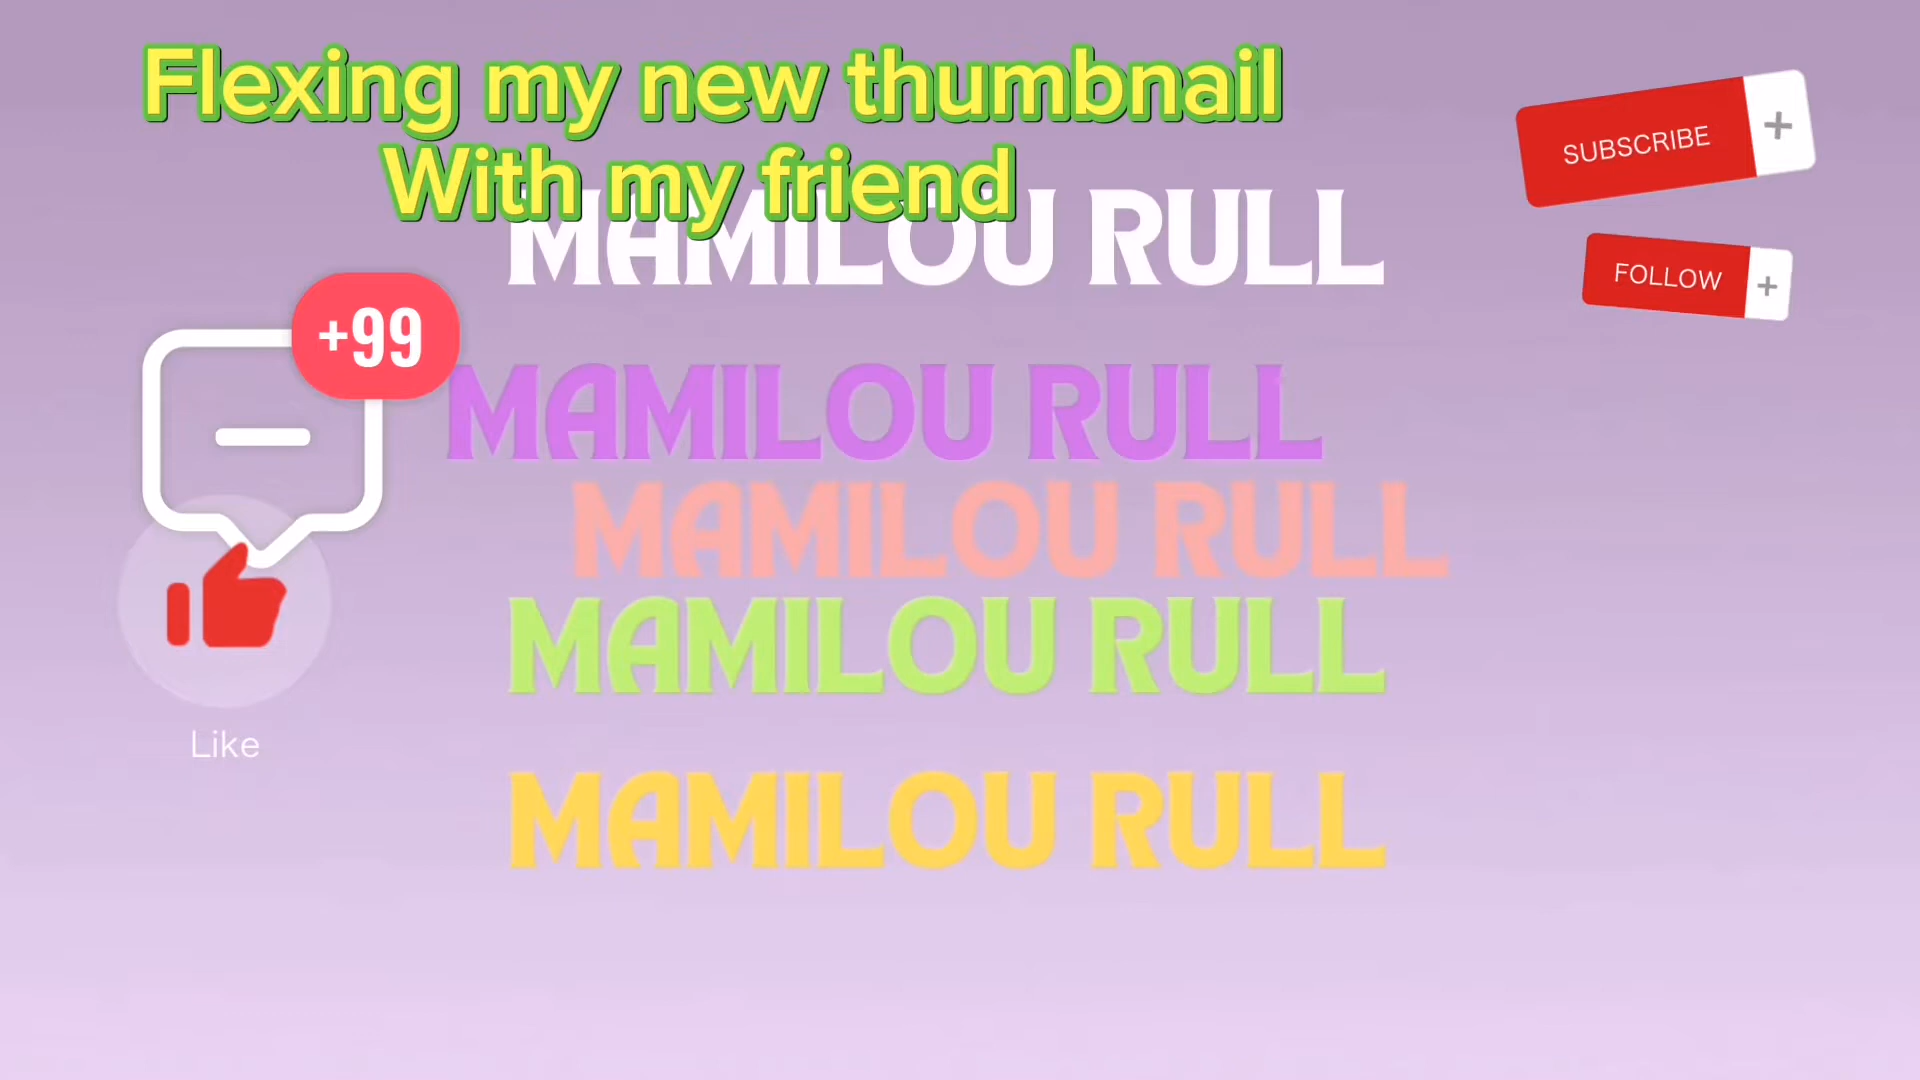 Flexing my new thumbnail
With my friend
SUBSCRIBE +
MAMILOU RULL
FOLLOW +
+99
MAMILOU RULL
MAMILOU RULL
MAMILOU RULL
Like
MAMILOU RULL